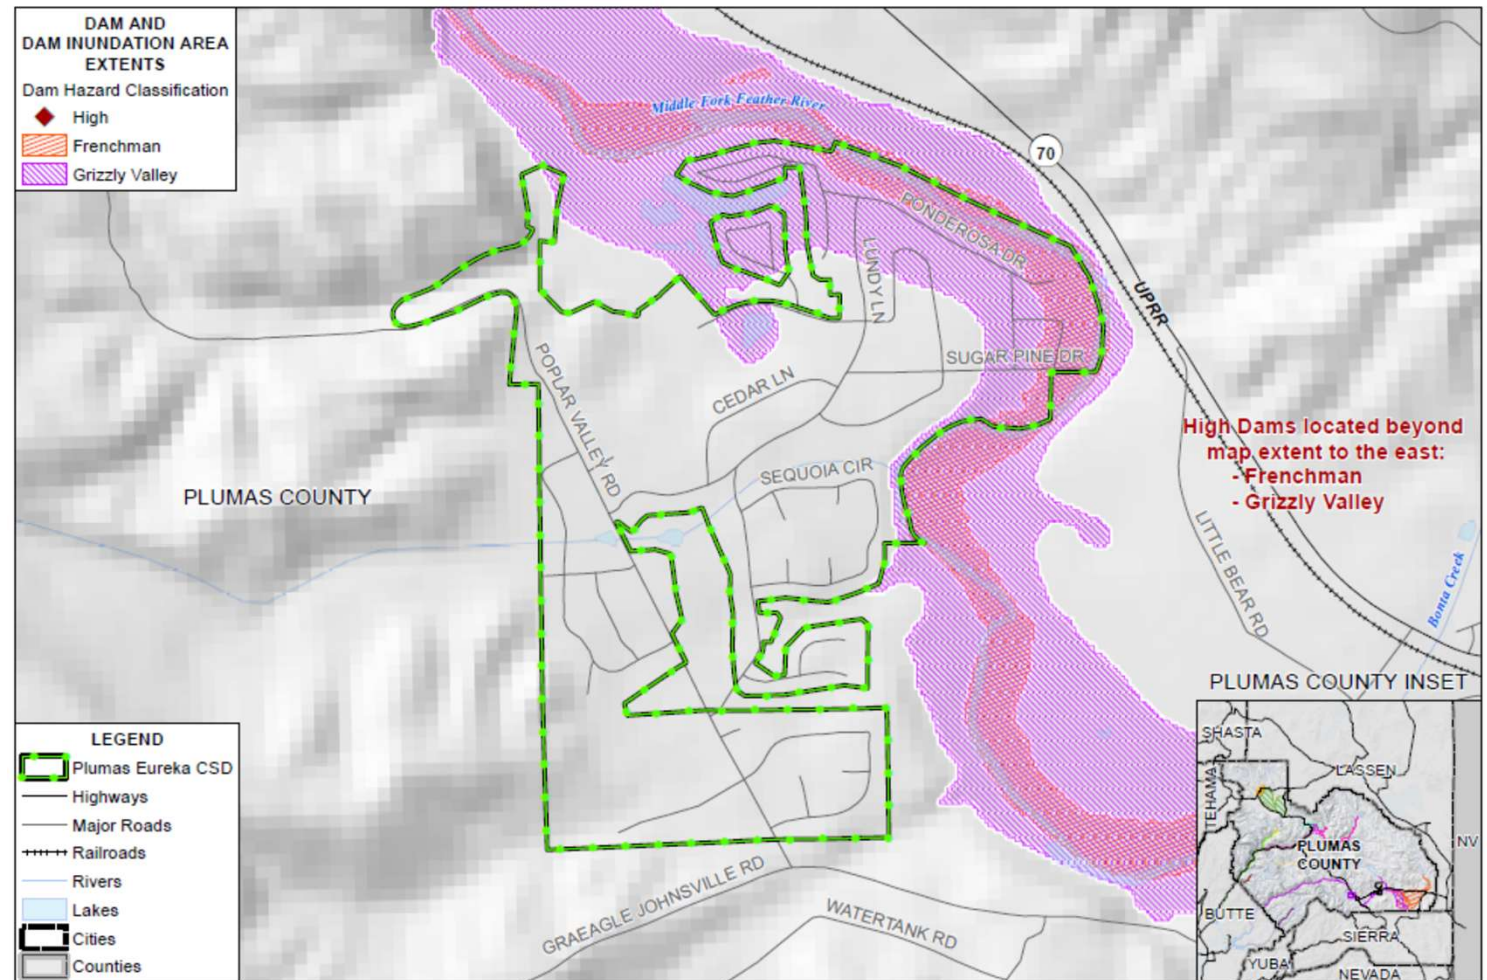 DAM AND
DAM INUNDATION AREA
EXTENTS
Dam Hazard Classification
High
Frenchman
Grizzly Valley
Middle Fork Feather River
70
PONDEROSA DR
LUNDY LN
UPRR
POPLAR VALLEY RD
SUGAR PINE DR
CEDAR LN
High Dams located beyond
map extent to the east:
- Frenchman
- Grizzly Valley
SEQUOIA CIR
PLUMAS COUNTY
LITTLE BEAR RD
Bonta Creek
PLUMAS COUNTY INSET
LEGEND
Plumas Eureka CSD
Highways
Major Roads
Railroads
Rivers
Lakes
Cities
Counties
GRAEAGLE JOHNSVILLE RD
WATERTANK RD
SHASTA
LASSEN
TEHAMA
PLUMAS
COUNTY
NV
BUTTE
SIERRA
YUBA
NEVADA